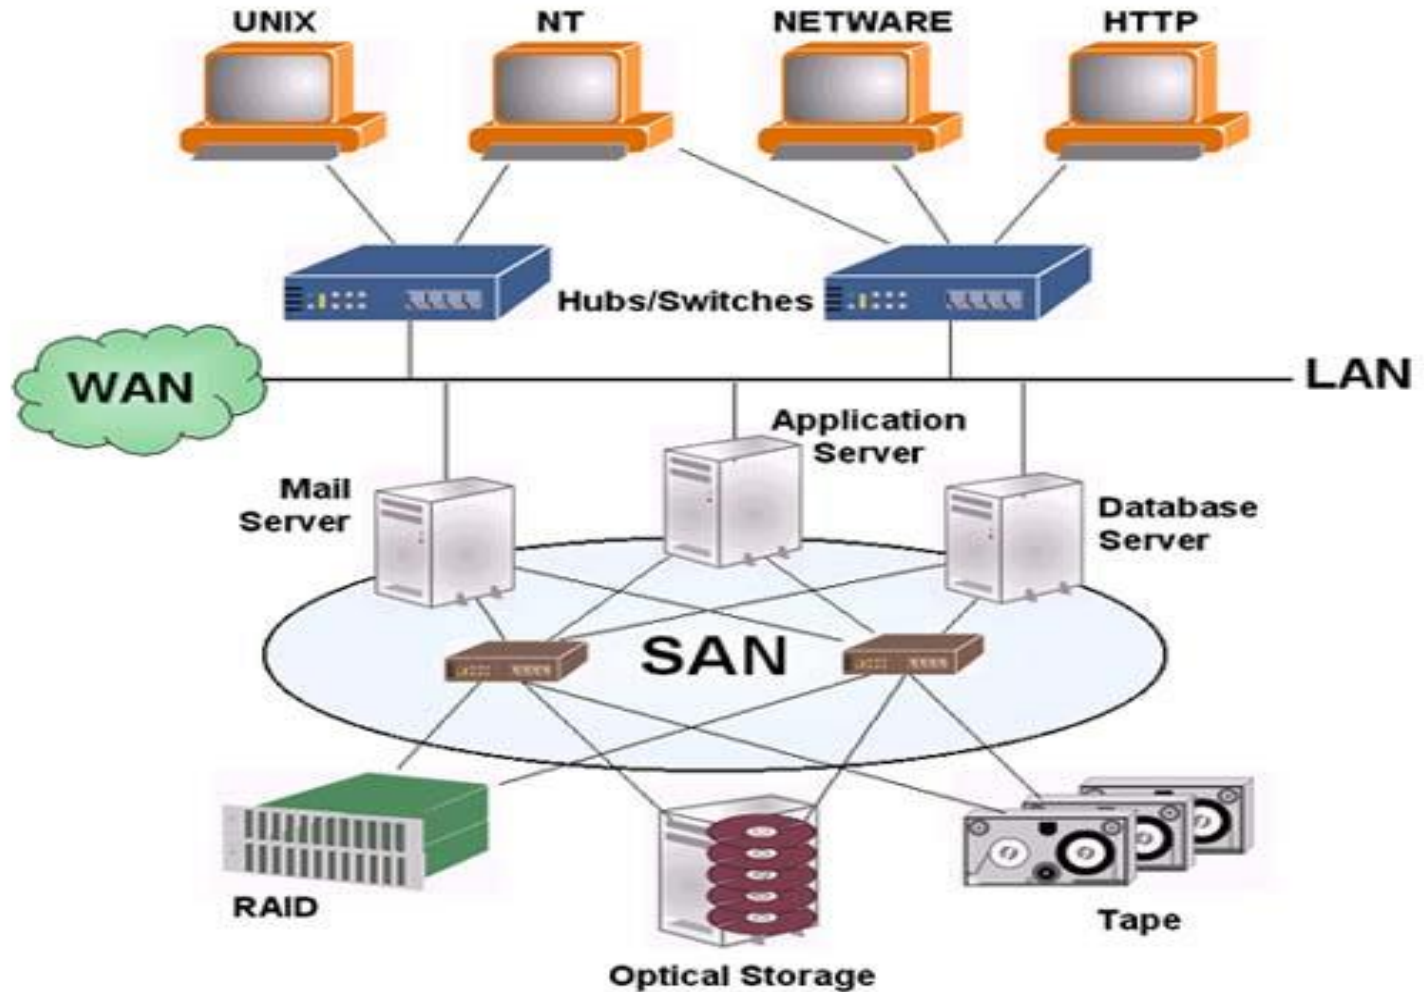 UNIX
NT
NETWARE
HTTP
Hubs/Switches
WAN
LAN
Mail
Server
Application
Server
Database
Server
SAN
RAID
Optical Storage
Tape